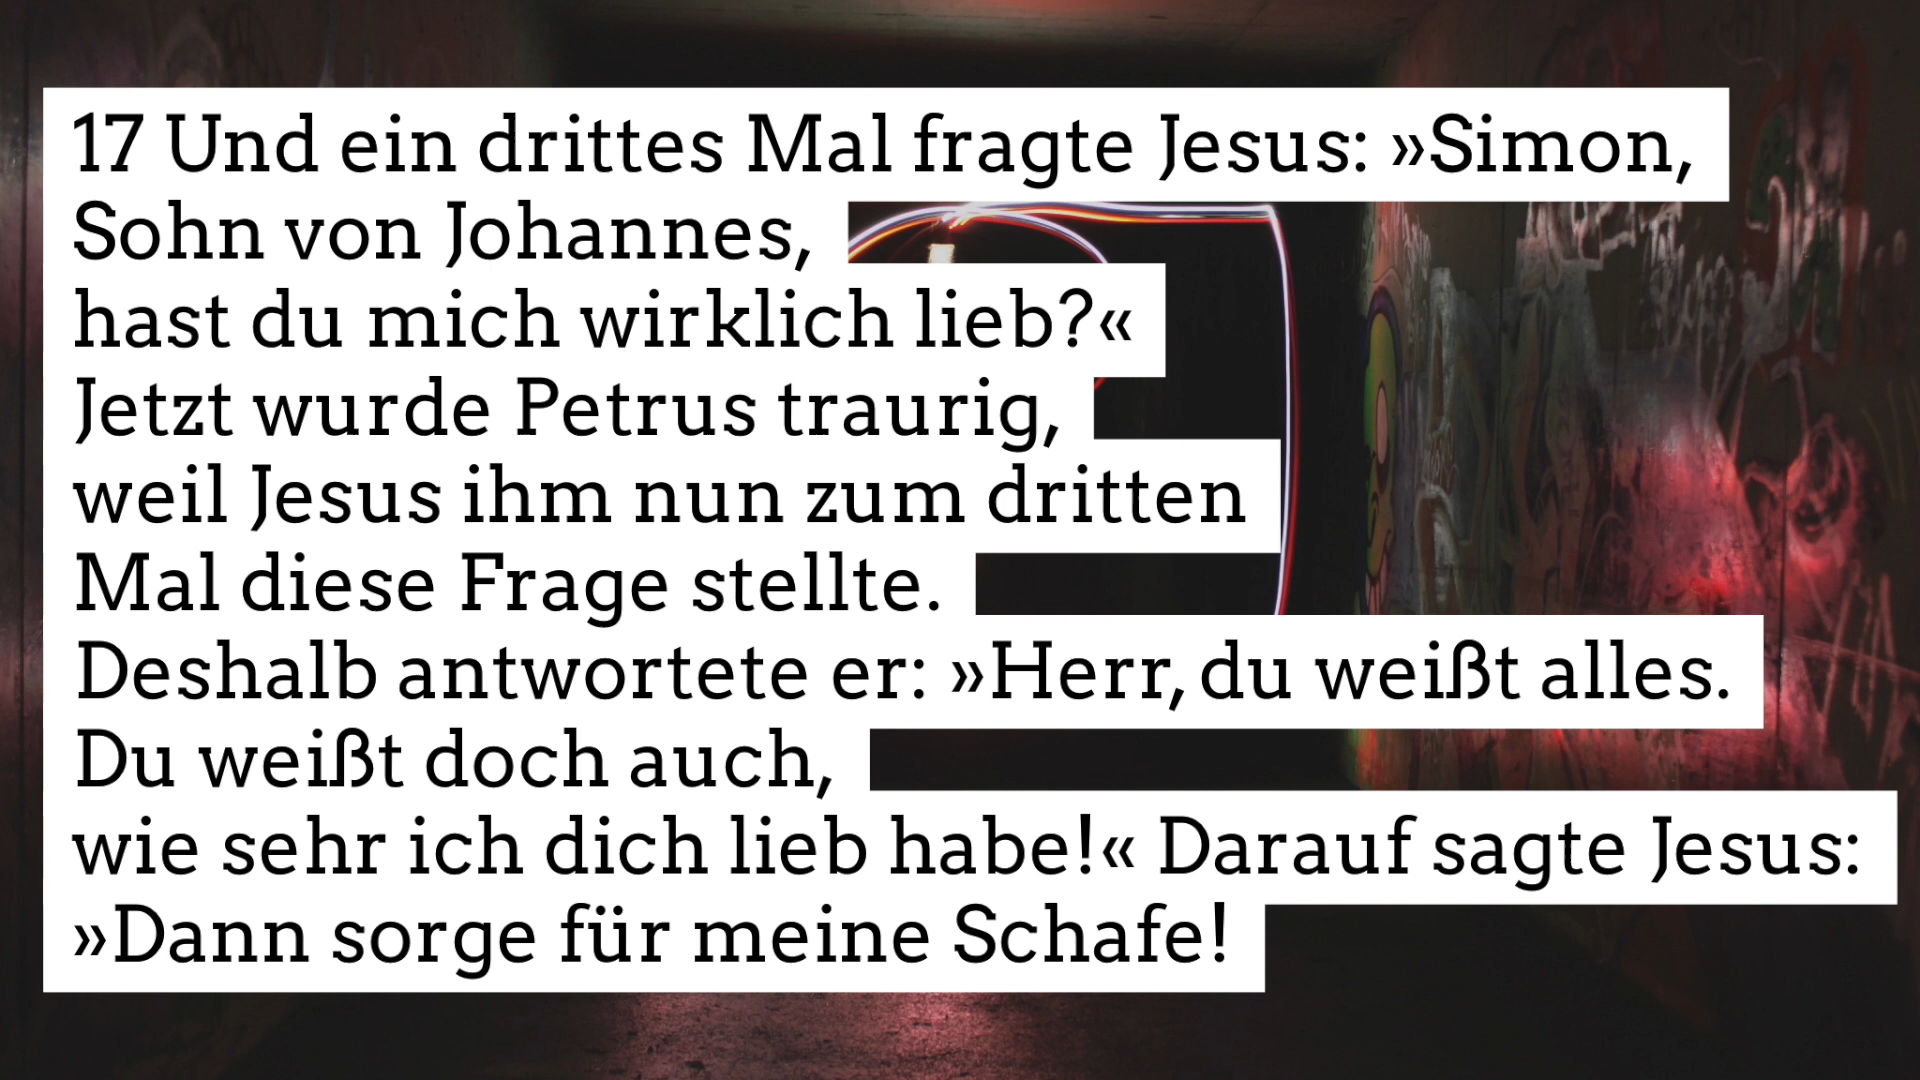 17 Und ein drittes Mal fragte Jesus: »Simon,
Sohn von Johannes,
hast du mich wirklich lieb?«
Jetzt wurde Petrus traurig,
weil Jesus ihm nun zum dritten
Mal diese Frage stellte.
Deshalb antwortete er: »Herr, du weißt alles.
Du weißt doch auch,
wie sehr ich dich lieb habe!« Darauf sagte Jesus:
»Dann sorge für meine Schafe!